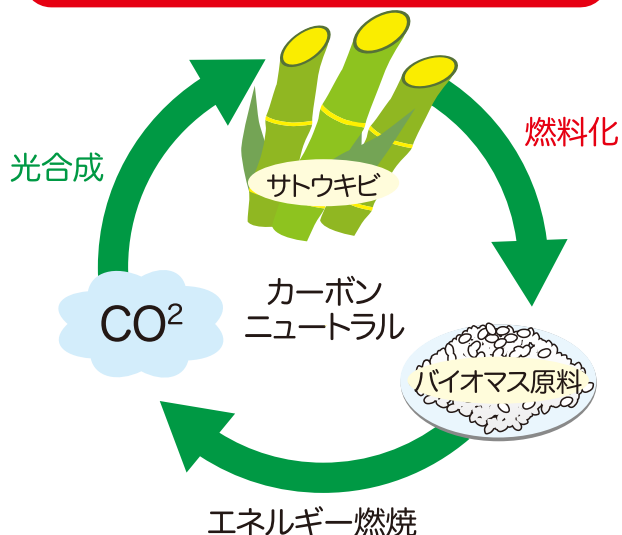 サトウキビ
燃料化
光合成
カーボン
ニュートラル
CO²
バイオマス原料
エネルギー燃焼